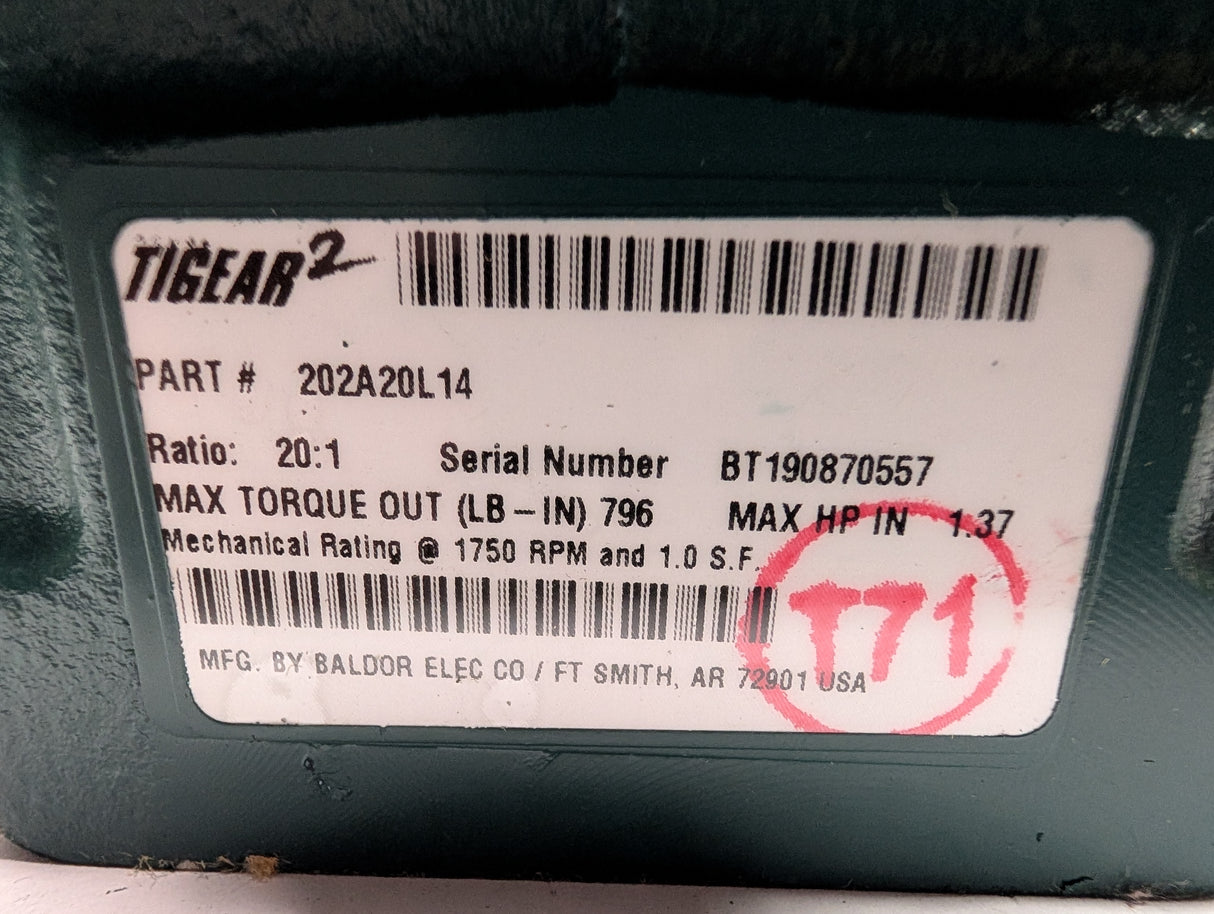 TIGEAR2
PART # 202A20L14
Ratio: 20:1 Serial Number BT190870557
MAX TORQUE OUT (LB-IN) 796 MAX HP IN 1.37
Mechanical Rating @ 1750 RPM and 1.0 S.F.
T71
MFG. BY BALDOR ELEC CO / FT SMITH, AR 72901 USA